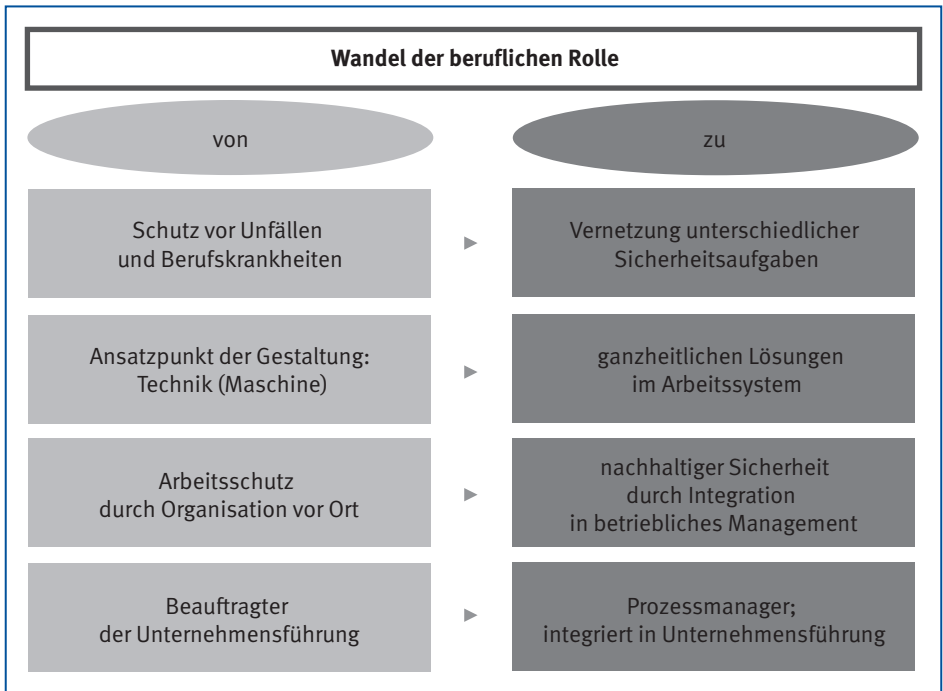 Wandel der beruflichen Rolle
von
zu
Schutz vor Unfällen
und Berufskrankheiten
Vernetzung unterschiedlicher
Sicherheitsaufgaben
Ansatzpunkt der Gestaltung:
Technik (Maschine)
ganzheitlichen Lösungen
im Arbeitssystem
Arbeitsschutz
durch Organisation vor Ort
nachhaltiger Sicherheit
durch Integration
in betriebliches Management
Beauftragter
der Unternehmensführung
Prozessmanager;
integriert in Unternehmensführung